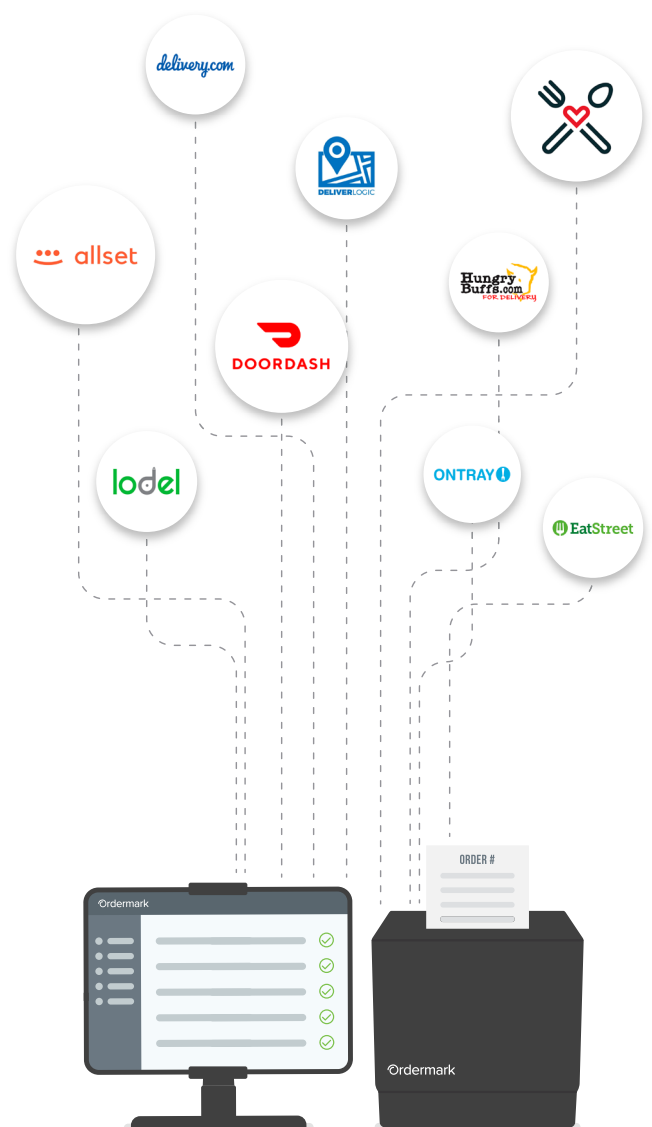 delivery.com
DELIVERLOGIC
allset
Hungry
Buffs.com
FOR DELIVERY
DOORDASH
lodel
ONTRAY
EatStreet
ORDER #
Ordermark
Ordermark